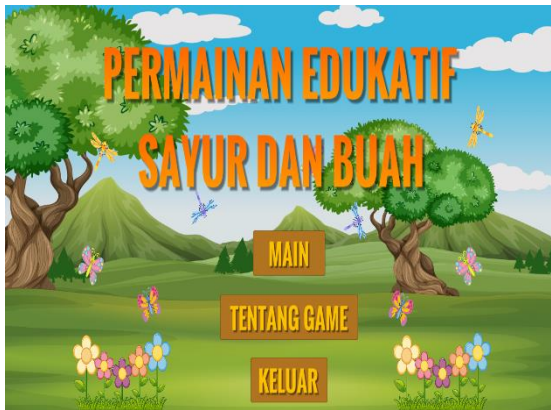 PERMAINAN EDUKATIF
SAYUR DAN BUAH
MAIN
TENTANG GAME
KELUAR